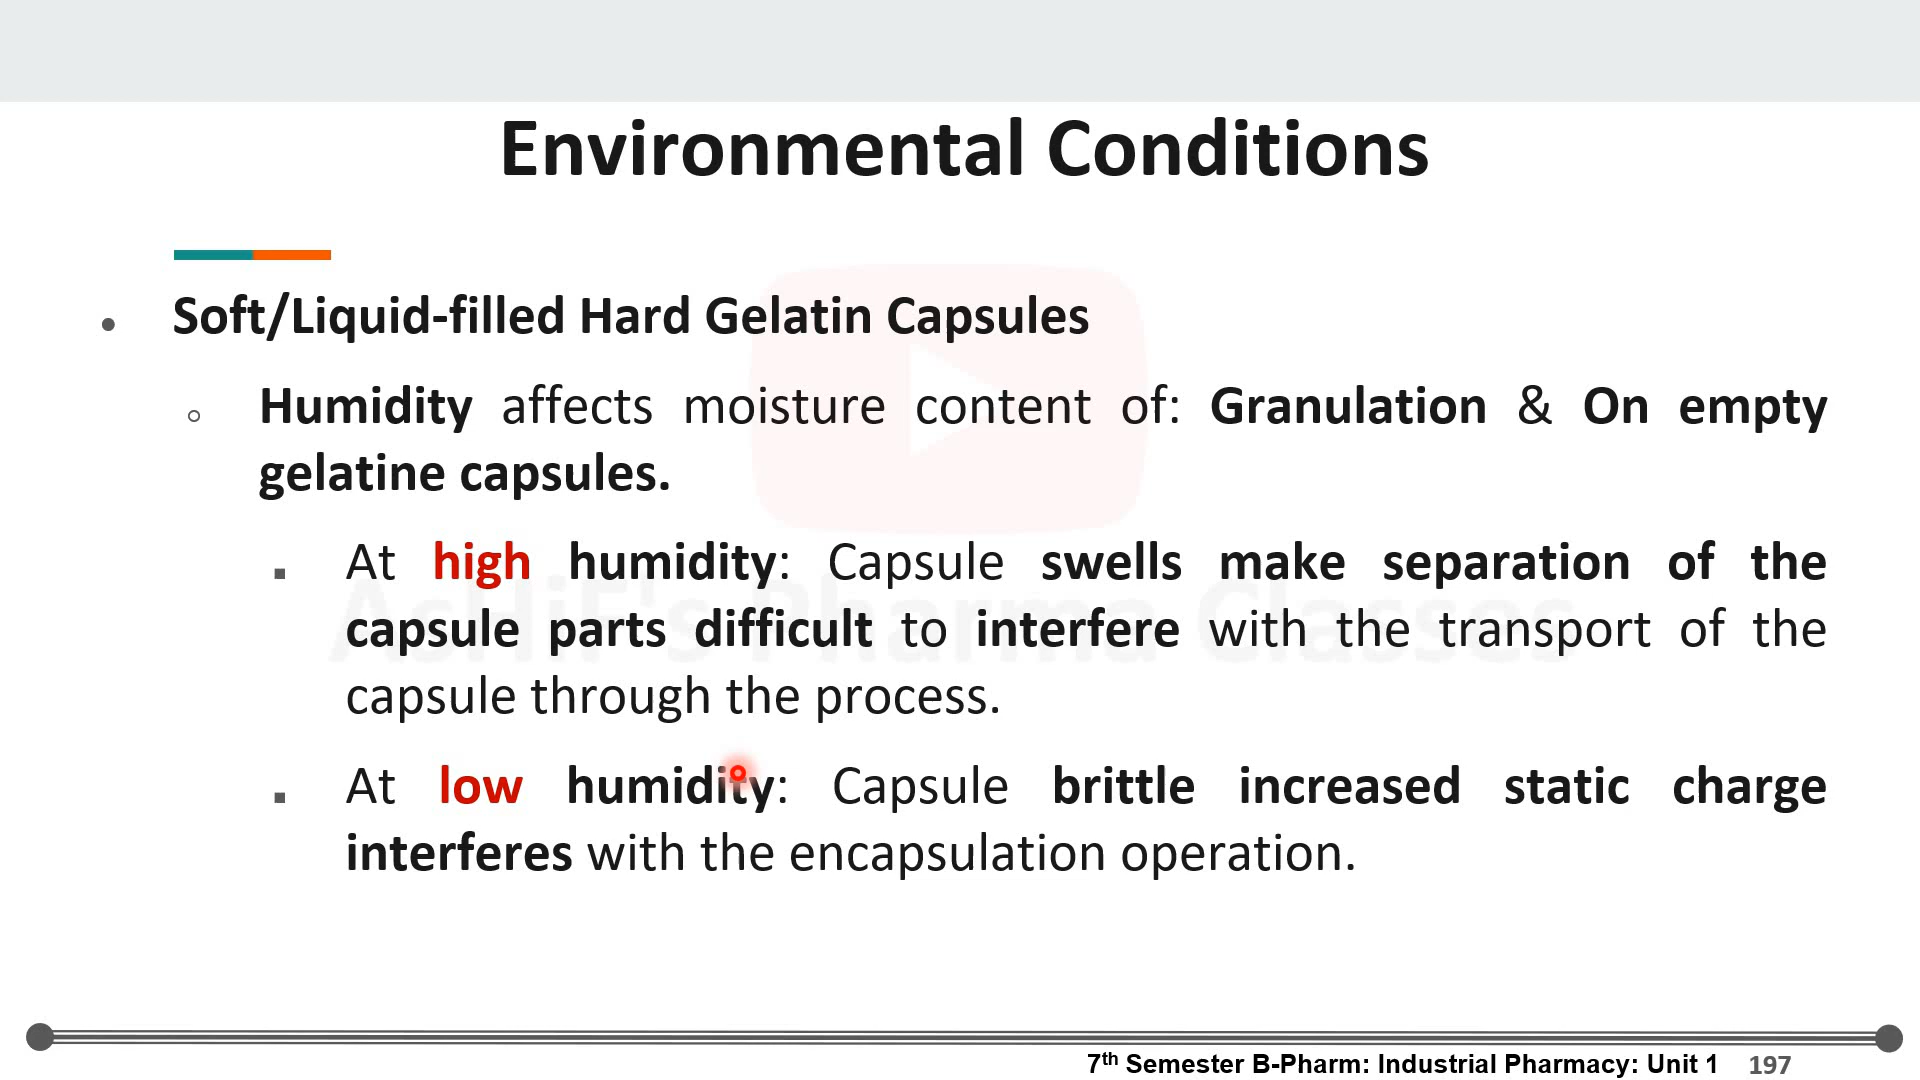 Environmental Conditions
• Soft/Liquid-filled Hard Gelatin Capsules
○ Humidity affects moisture content of: Granulation & On empty
gelatine capsules.
▪ At high humidity: Capsule swells make separation of the
capsule parts difficult to interfere with the transport of the
capsule through the process.
▪ At low humidity: Capsule brittle increased static charge
interferes with the encapsulation operation.
AsHiF's Pharma Classes
7th Semester B-Pharm: Industrial Pharmacy: Unit 1 197